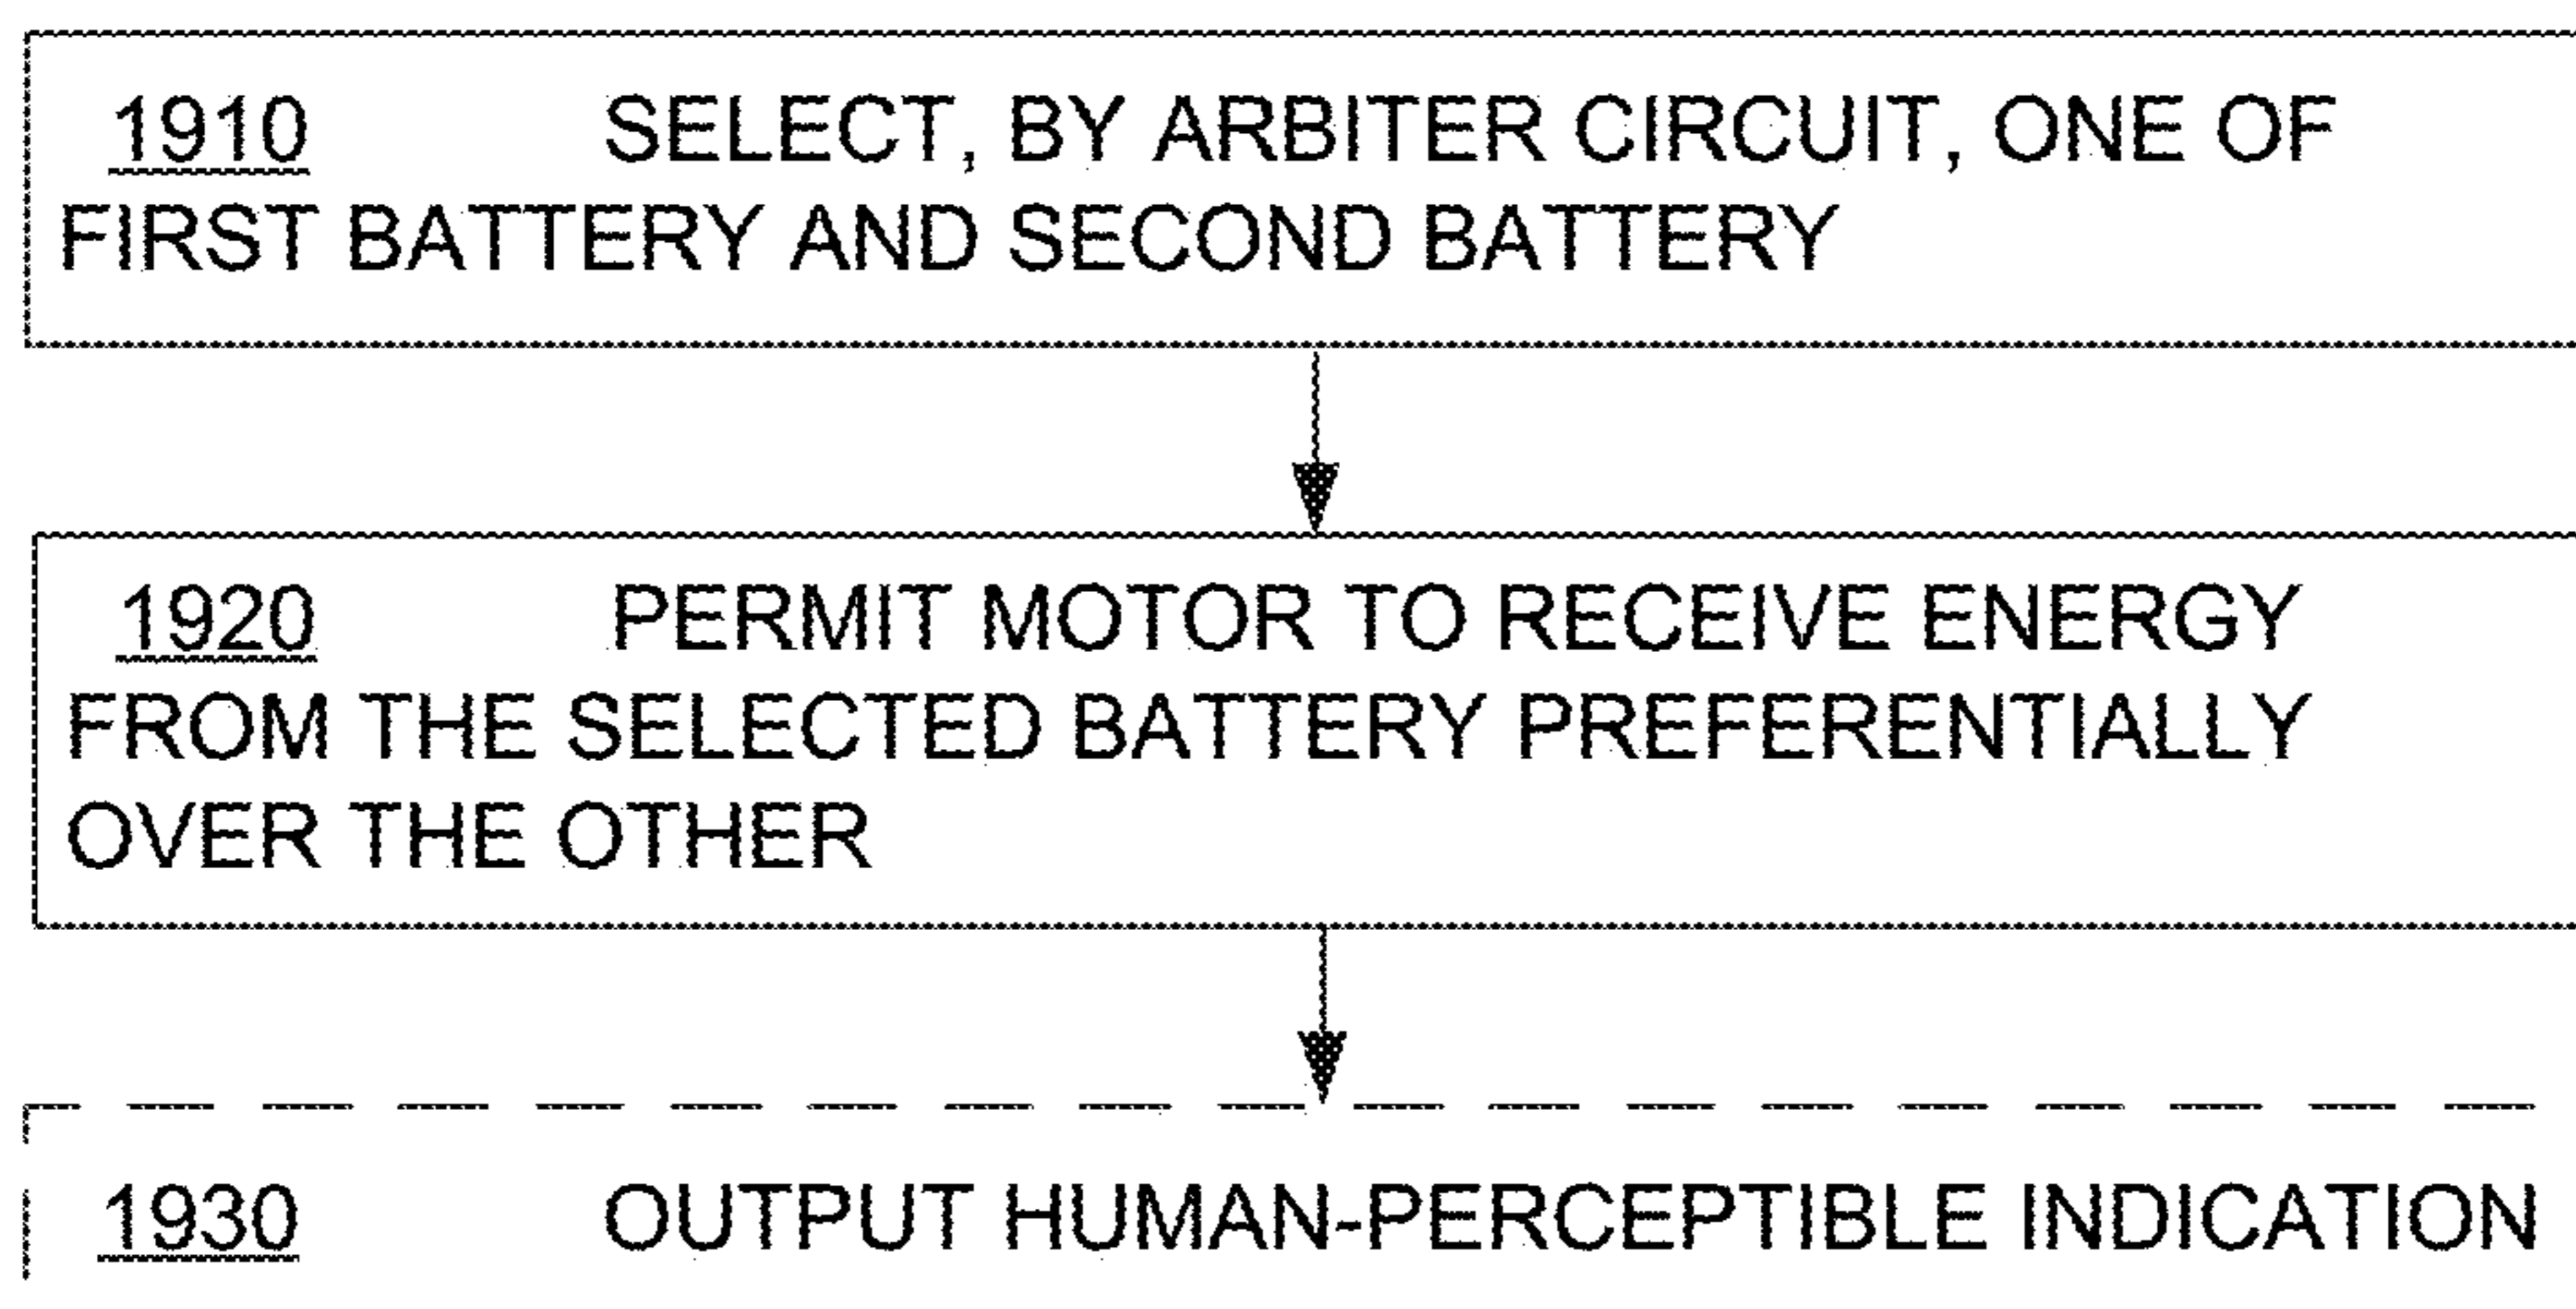 1910 SELECT, BY ARBITER CIRCUIT, ONE OF
FIRST BATTERY AND SECOND BATTERY
1920 PERMIT MOTOR TO RECEIVE ENERGY
FROM THE SELECTED BATTERY PREFERENTIALLY
OVER THE OTHER
1930 OUTPUT HUMAN-PERCEPTIBLE INDICATION